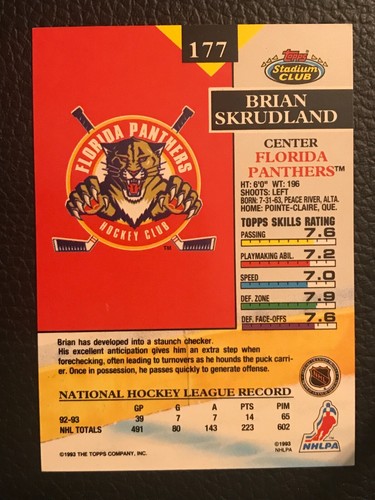 177
Topps
Stadium
CLUB
BRIAN
SKRUDLAND
CENTER
FLORIDA
PANTHERS™
HT: 6'0" WT: 196
SHOOTS: LEFT
BORN: 7-31-63, PEACE RIVER, ALTA.
HOME: POINTE-CLAIRE, QUE.
TOPPS SKILLS RATING
PASSING 7.6
PLAYMAKING ABIL. 7.2
SPEED 7.0
DEF. ZONE 7.9
DEF. FACE-OFFS 7.6
FLORIDA PANTHERS
HOCKEY CLUB
TM
Brian has developed into a staunch checker.
His excellent anticipation gives him an extra step when
forechecking, often leading to turnovers as he hounds the puck carri-
er. Once in possession, he passes quickly to generate offense.
NATIONAL HOCKEY LEAGUE RECORD
GP G A PTS PIM
92-93 39 7 7 14 65
NHL TOTALS 491 80 143 223 602
©1993 THE TOPPS COMPANY, INC.
NHL
NHLPA
©1993
NHLPA